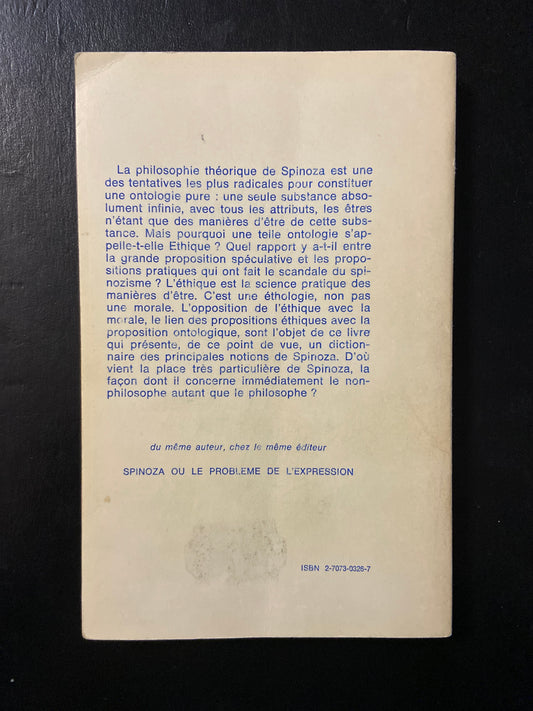 La philosophie théorique de Spinoza est une
des tentatives les plus radicales pour constituer
une ontologie pure : une seule substance abso-
lument infinie, avec tous les attributs, les êtres
n'étant que des manières d'être de cette subs-
tance. Mais pourquoi une telle ontologie s'ap-
pelle-t-elle Ethique ? Quel rapport y a-t-il entre
la grande proposition spéculative et les propo-
sitions pratiques qui ont fait le scandale du spi-
nozisme ? L'éthique est la science pratique des
manières d'être. C'est une éthologie, non pas
une morale. L'opposition de l'éthique avec la
morale, le lien des propositions éthiques avec la
proposition ontologique, sont l'objet de ce livre
qui présente, de ce point de vue, un diction-
naire des principales notions de Spinoza. D'où
vient la place très particulière de Spinoza, la
façon dont il concerne immédiatement le non-
philosophe autant que le philosophe ?
du même auteur, chez le même éditeur
SPINOZA OU LE PROBLEME DE L'EXPRESSION
ISBN 2-7073-0326-7